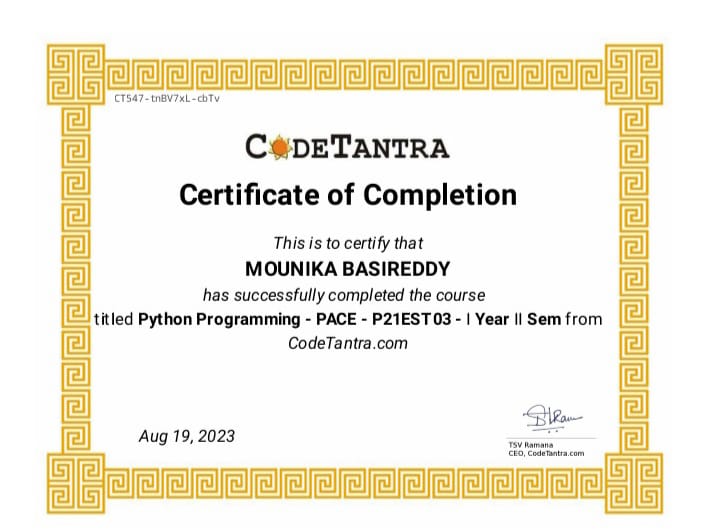 CT547-tnBV7xL-cbTv
CODETANTRA
Certificate of Completion
This is to certify that
MOUNIKA BASIREDDY
has successfully completed the course
titled Python Programming - PACE - P21EST03 - I Year II Sem from
CodeTantra.com
Aug 19, 2023
TSV Ramana
CEO, CodeTantra.com